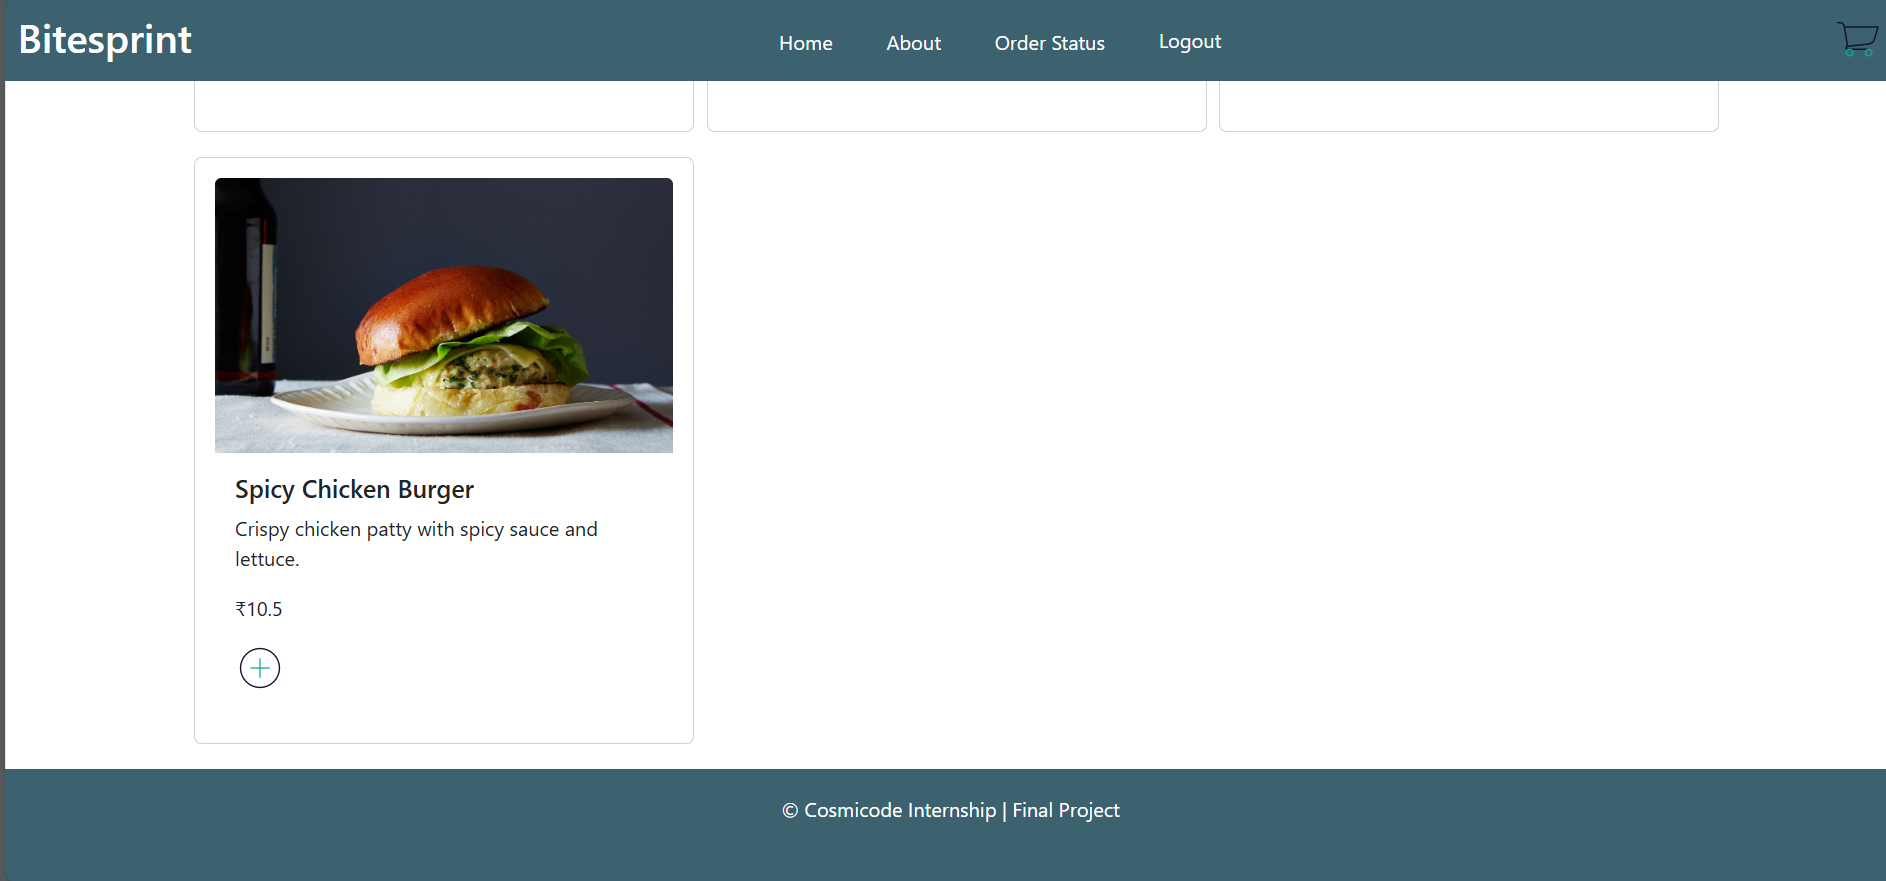 Bitesprint
Home About Order Status Logout
Spicy Chicken Burger
Crispy chicken patty with spicy sauce and
lettuce.
₹10.5
© Cosmicode Internship | Final Project